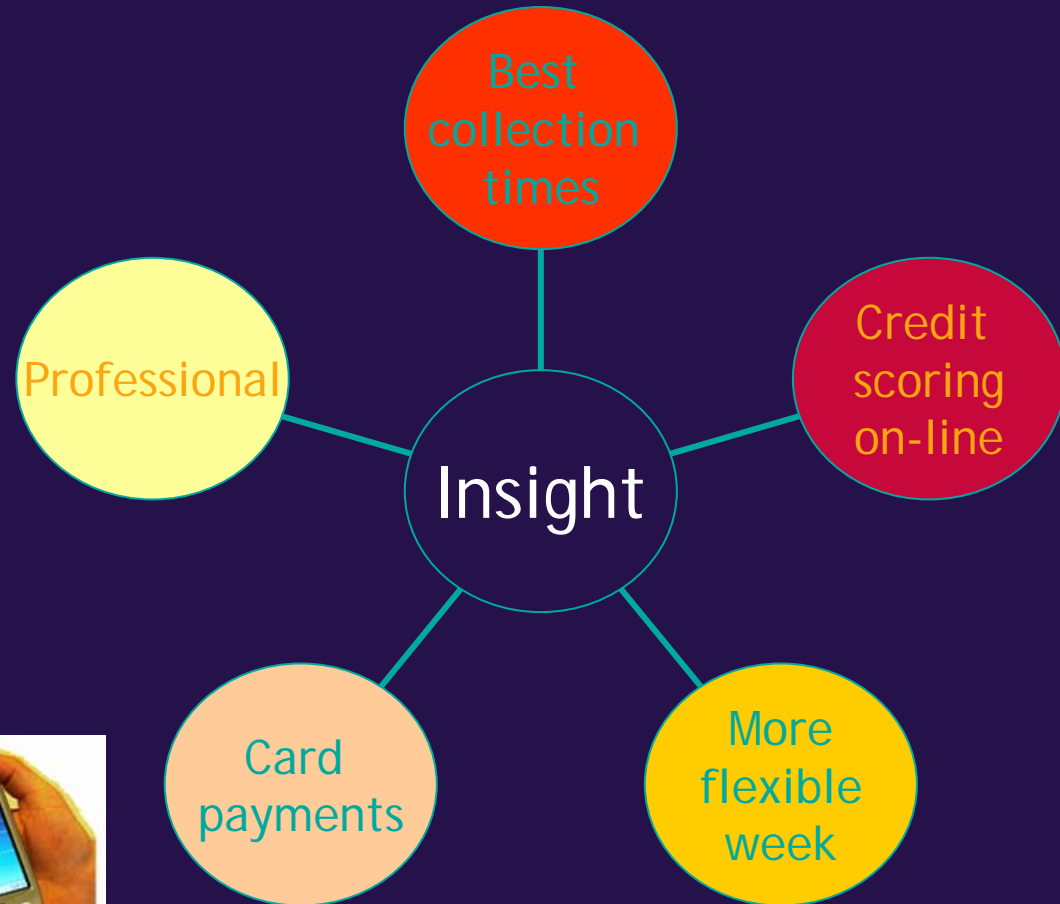 Best
collection
times
Professional
Credit
scoring
on-line
Insight
Card
payments
More
flexible
week